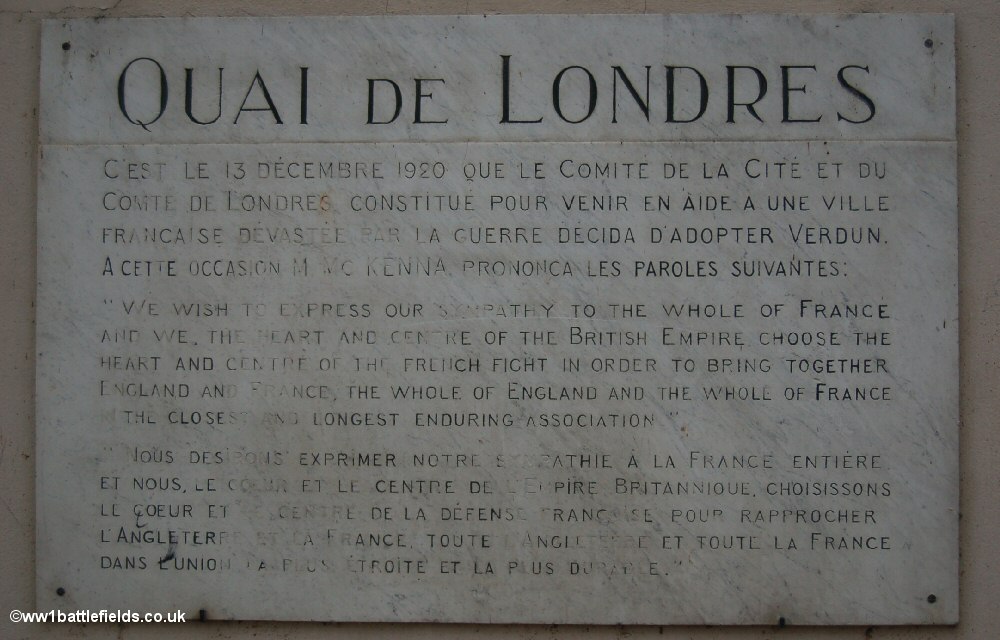 QUAI DE LONDRES
C'EST LE 13 DÉCEMBRE 1920 QUE LE COMITÉ DE LA CITÉ ET DU
COMTÉ DE LONDRES, CONSTITUÉ POUR VENIR EN AIDE A UNE VILLE
FRANÇAISE DÉVASTÉE PAR LA GUERRE DÉCIDA D'ADOPTER VERDUN.
A CETTE OCCASION M. MC KENNA, PRONONÇA LES PAROLES SUIVANTES:
"WE WISH TO EXPRESS OUR SYMPATHY TO THE WHOLE OF FRANCE
AND WE, THE HEART AND CENTRE OF THE BRITISH EMPIRE, CHOOSE THE
HEART AND CENTRE OF THE FRENCH FIGHT IN ORDER TO BRING TOGETHER
ENGLAND AND FRANCE, THE WHOLE OF ENGLAND AND THE WHOLE OF FRANCE
IN THE CLOSEST AND LONGEST ENDURING ASSOCIATION."
"NOUS DESIRONS EXPRIMER NOTRE SYMPATHIE À LA FRANCE ENTIÈRE
ET NOUS, LE CŒUR ET LE CENTRE DE L'EMPIRE BRITANNIQUE, CHOISISSONS
LE CŒUR ET LE CENTRE DE LA DÉFENSE FRANÇAISE POUR RAPPROCHER
L'ANGLETERRE ET LA FRANCE, TOUTE L'ANGLETERRE ET TOUTE LA FRANCE
DANS L'UNION LA PLUS ÉTROITE ET LA PLUS DURABLE."
©ww1battlefields.co.uk